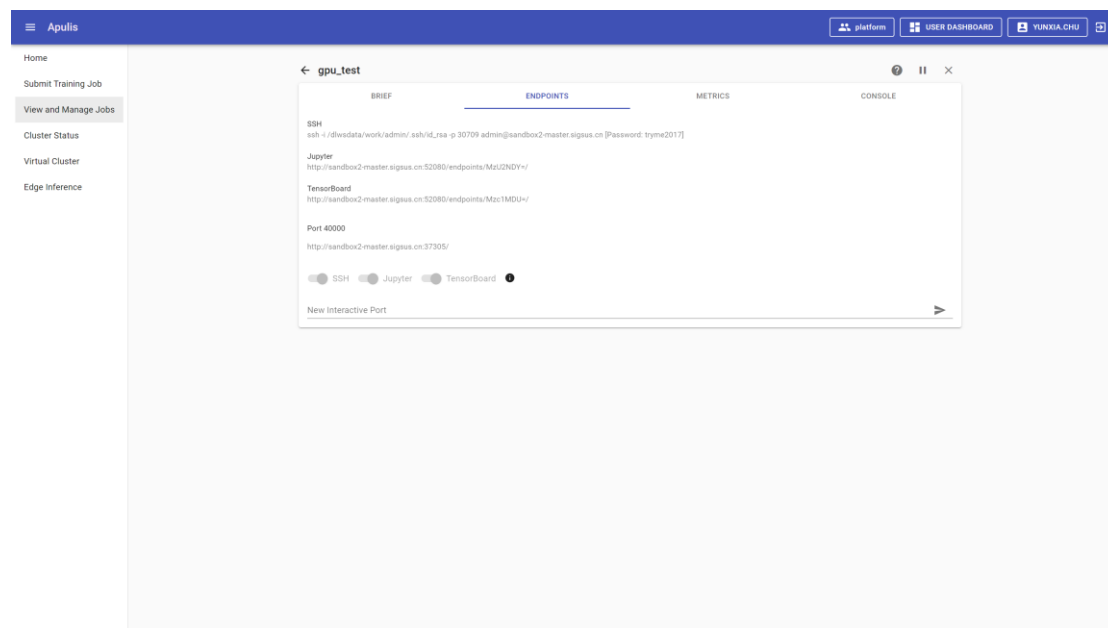 Apulis
platform
USER DASHBOARD
YUNXIA.CHU
Home
Submit Training Job
View and Manage Jobs
Cluster Status
Virtual Cluster
Edge Inference
gpu_test
BRIEF
ENDPOINTS
METRICS
CONSOLE
SSH
ssh -i /dlwsdata/work/admin/.ssh/id_rsa -p 30709 admin@sandbox2-master.sigsus.cn [Password: tryme2017]
Jupyter
http://sandbox2-master.sigsus.cn:52080/endpoints/MzU2NDY=/
TensorBoard
http://sandbox2-master.sigsus.cn:52080/endpoints/Mzc1MDU=/
Port 40000
http://sandbox2-master.sigsus.cn:37305/
SSH Jupyter TensorBoard
New Interactive Port